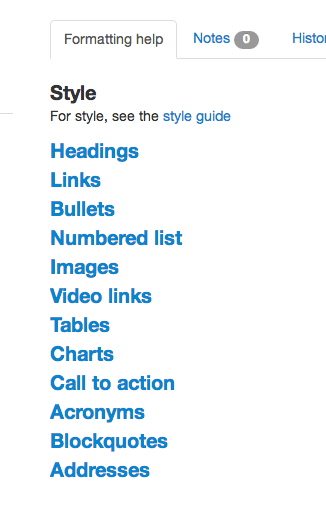 Formatting help Notes 0
Style
For style, see the style guide
Headings
Links
Bullets
Numbered list
Images
Video links
Tables
Charts
Call to action
Acronyms
Blockquotes
Addresses